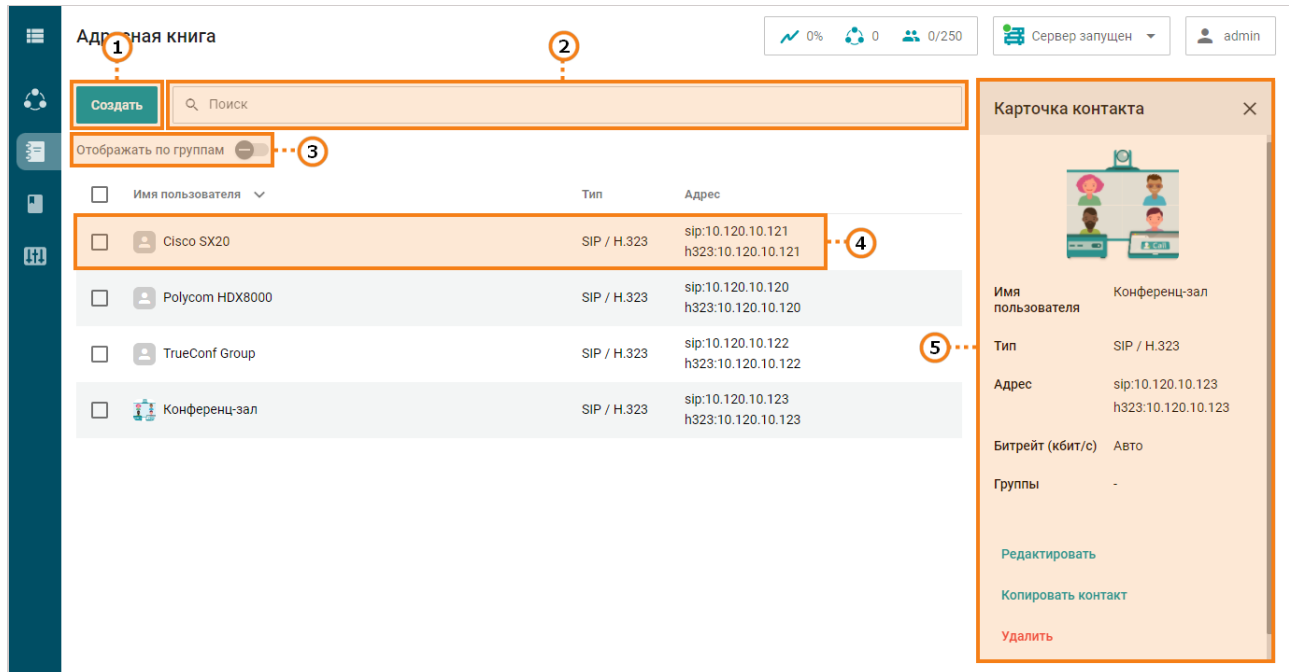 Адресная книга
0%
0
0/250
Сервер запущен
admin
1
2
Создать
Поиск
Отображать по группам
3
Имя пользователя
Тип
Адрес
Cisco SX20
SIP / H.323
sip:10.120.10.121
h323:10.120.10.121
4
Polycom HDX8000
SIP / H.323
sip:10.120.10.120
h323:10.120.10.120
TrueConf Group
SIP / H.323
sip:10.120.10.122
h323:10.120.10.122
Конференц-зал
SIP / H.323
sip:10.120.10.123
h323:10.120.10.123
5
Карточка контакта
Call
Имя пользователя
Конференц-зал
Тип
SIP / H.323
Адрес
sip:10.120.10.123
h323:10.120.10.123
Битрейт (кбит/с)
Авто
Группы
-
Редактировать
Копировать контакт
Удалить